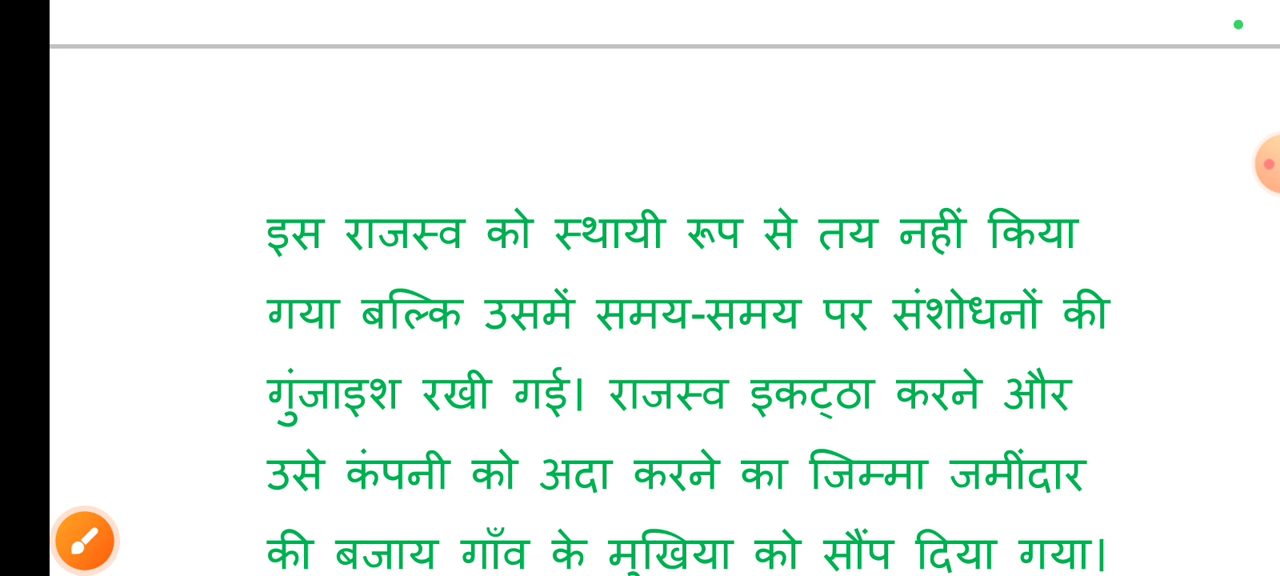 इस राजस्व को स्थायी रूप से तय नहीं किया
गया बल्कि उसमें समय-समय पर संशोधनों की
गुंजाइश रखी गई। राजस्व इकट्ठा करने और
उसे कंपनी को अदा करने का जिम्मा जमींदार
की बजाय गाँव के मुखिया को सौंप दिया गया।